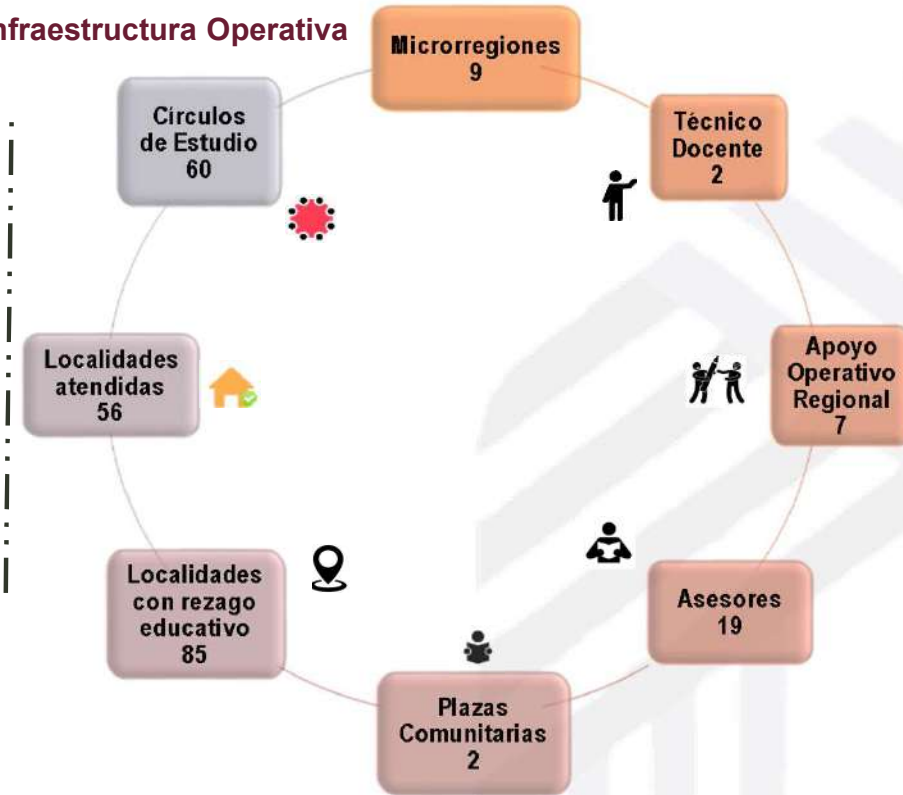 nfraestructura Operativa
Microrregiones
9
Técnico
Docente
2
Apoyo
Operativo
Regional
7
Asesores
19
Plazas
Comunitarias
2
Localidades
con rezago
educativo
85
Localidades
atendidas
56
Círculos
de Estudio
60